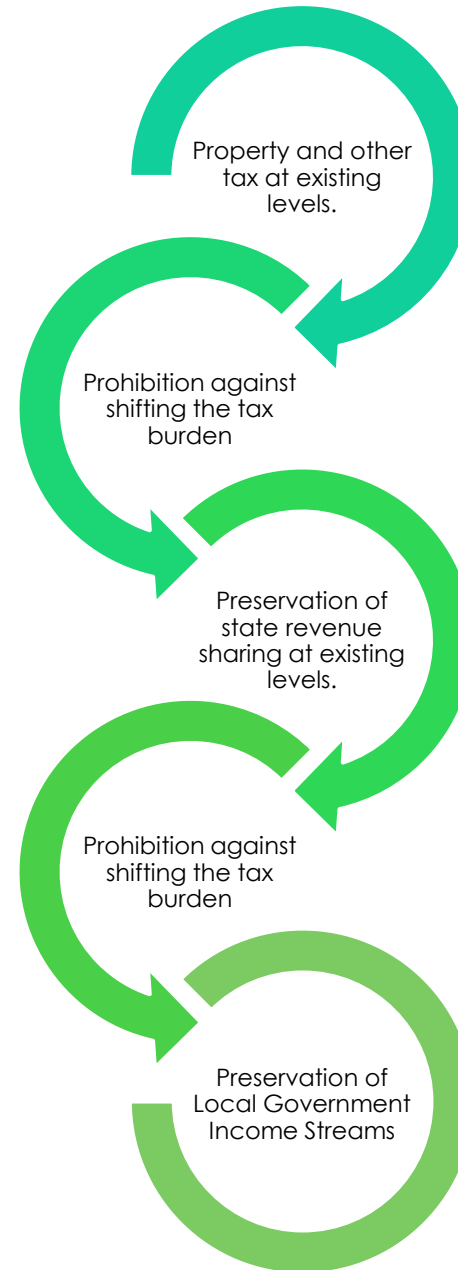 Property and other
tax at existing
levels.
Prohibition against
shifting the tax
burden
Preservation of
state revenue
sharing at existing
levels.
Prohibition against
shifting the tax
burden
Preservation of
Local Government
Income Streams